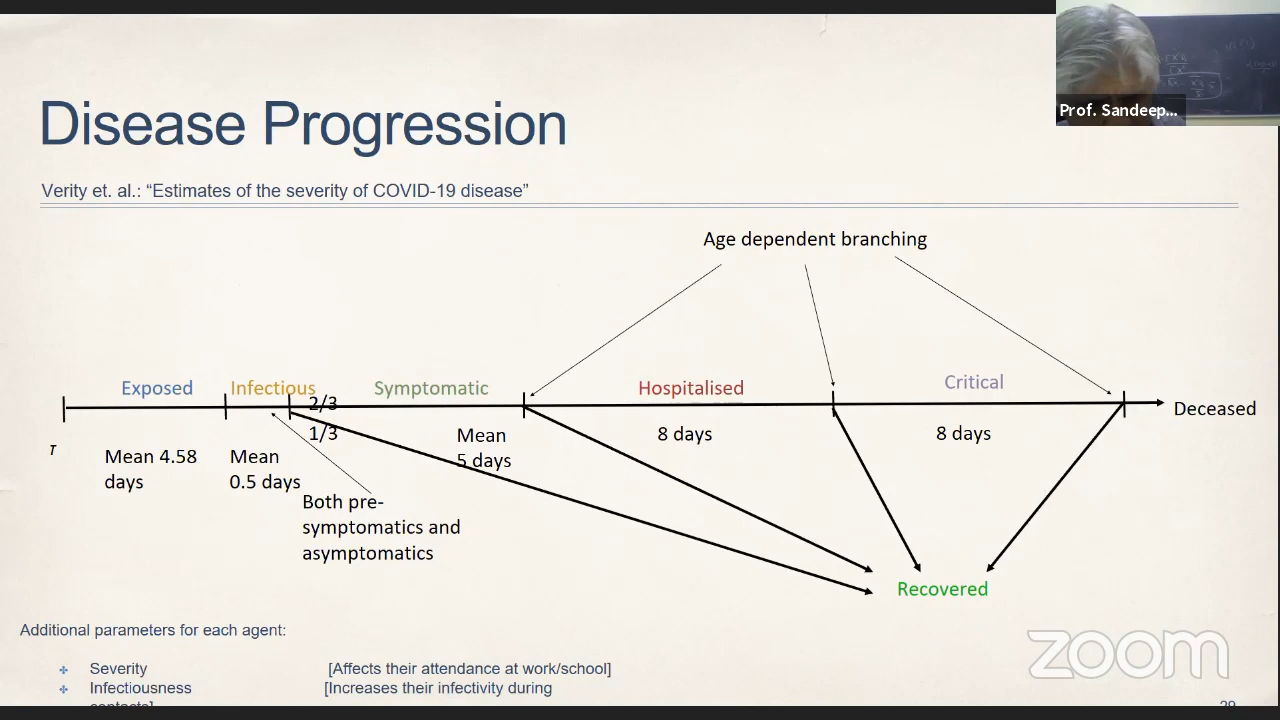 Prof. Sandeep...
Disease Progression
Verity et. al.: “Estimates of the severity of COVID-19 disease”
Age dependent branching
Exposed
Infectious
Symptomatic
Hospitalised
Critical
2/3
1/3
Deceased
T
Mean 4.58
days
Mean
0.5 days
Mean
5 days
8 days
8 days
Both pre-
symptomatics and
asymptomatics
Recovered
Additional parameters for each agent:
Severity [Affects their attendance at work/school]
Infectiousness [Increases their infectivity during
contacts]
zoom
29